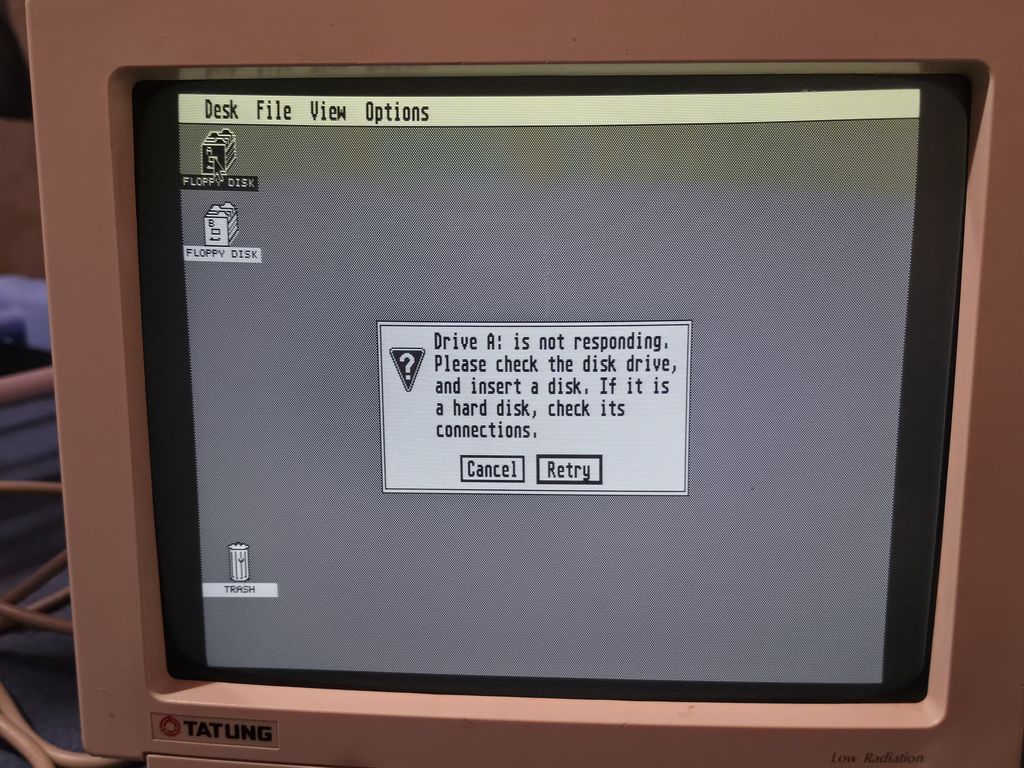 Desk File View Options
A
FLOPPY DISK
B
FLOPPY DISK
Drive A: is not responding.
Please check the disk drive,
and insert a disk. If it is
a hard disk, check its
connections.
Cancel Retry
TRASH
TATUNG
Low Radiation